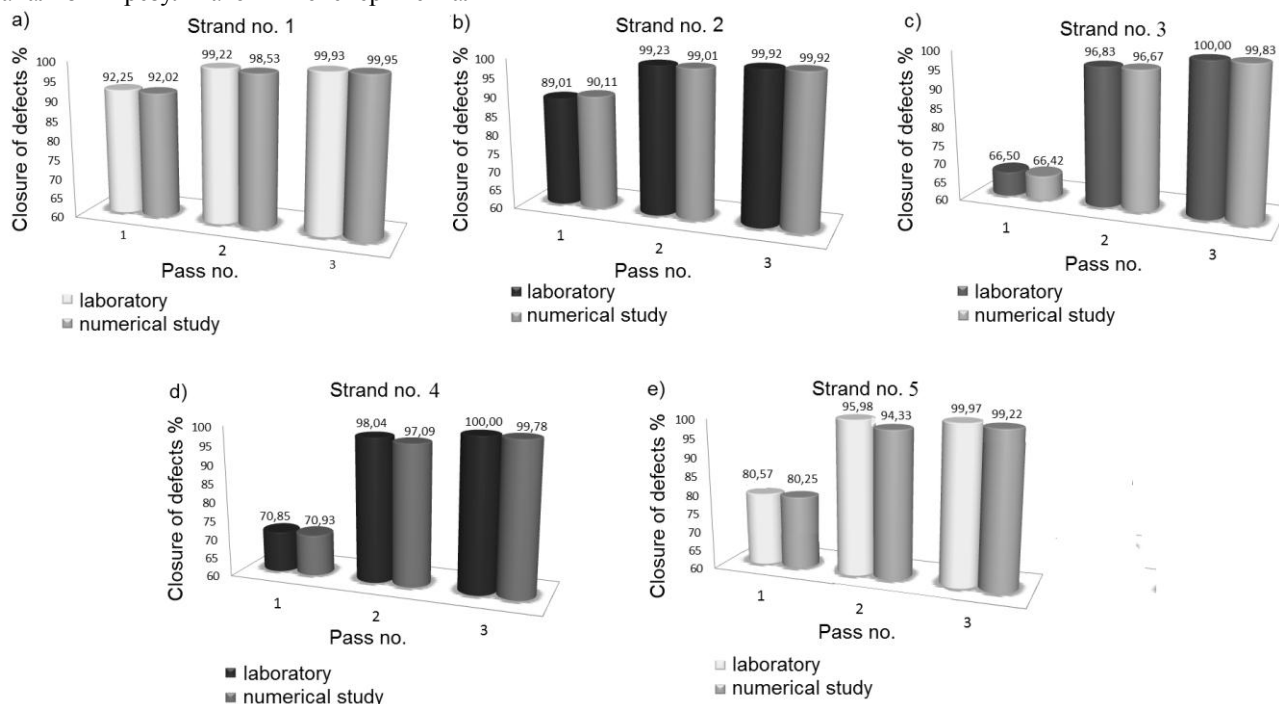 a)
Strand no. 1
Closure of defects %
100
95
90
85
80
75
70
65
60
92,25 92,02
99,22 98,53
99,93 99,95
1 2 3
Pass no.
laboratory
numerical study
b)
Strand no. 2
Closure of defects %
100
95
90
85
80
75
70
65
60
89,01 90,11
99,23 99,01
99,92 99,92
1 2 3
Pass no.
laboratory
numerical study
c)
Strand no. 3
Closure of defects %
100
95
90
85
80
75
70
65
60
66,50 66,42
96,83 96,67
100,00 99,83
1 2 3
Pass no.
laboratory
numerical study
d)
Strand no. 4
Closure of defects %
100
95
90
85
80
75
70
65
60
70,85 70,93
98,04 97,09
100,00 99,78
1 2 3
Pass no.
laboratory
numerical study
e)
Strand no. 5
Closure of defects %
100
95
90
85
80
75
70
65
60
80,57 80,25
95,98 94,33
99,97 99,22
1 2 3
Pass no.
laboratory
numerical study